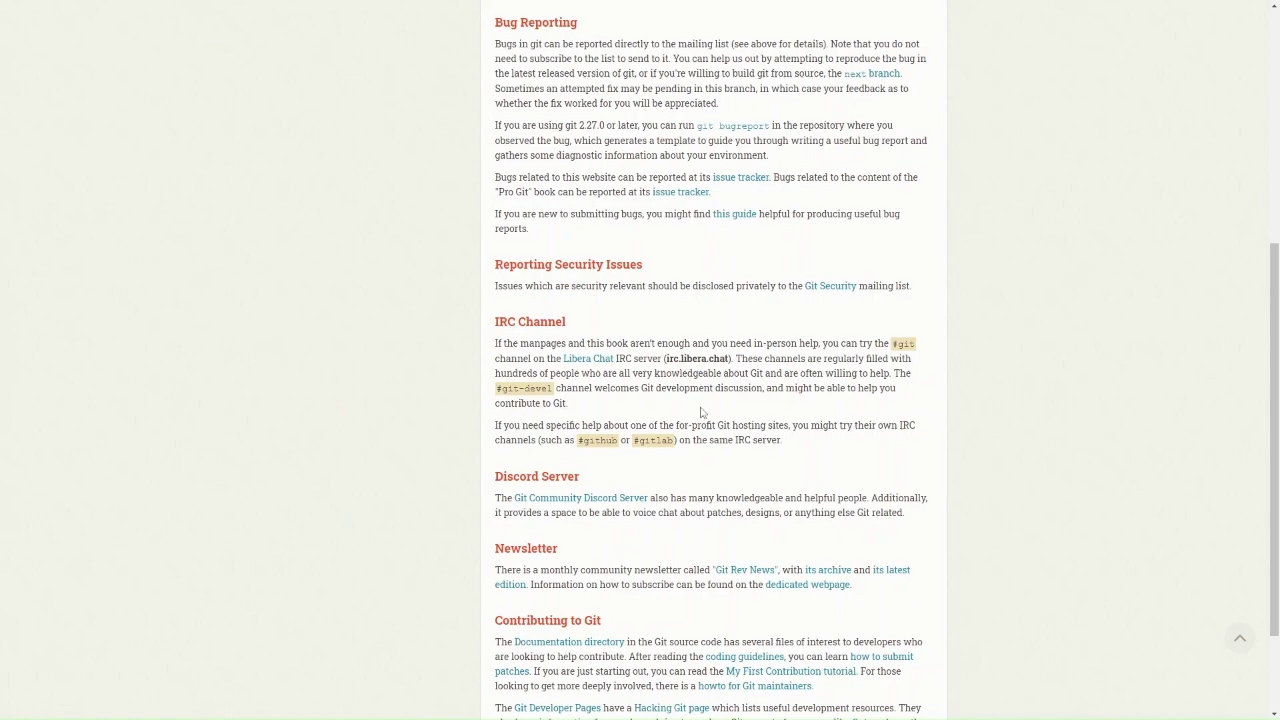 Bug Reporting
Bugs in git can be reported directly to the mailing list (see above for details). Note that you do not
need to subscribe to the list to send to it. You can help us out by attempting to reproduce the bug in
the latest released version of git, or if you're willing to build git from source, the next branch.
Sometimes an attempted fix may be pending in this branch, in which case your feedback as to
whether the fix worked for you will be appreciated.
If you are using git 2.27.0 or later, you can run git bugreport in the repository where you
observed the bug, which generates a template to guide you through writing a useful bug report and
gathers some diagnostic information about your environment.
Bugs related to this website can be reported at its issue tracker. Bugs related to the content of the
"Pro Git" book can be reported at its issue tracker.
If you are new to submitting bugs, you might find this guide helpful for producing useful bug
reports.
Reporting Security Issues
Issues which are security relevant should be disclosed privately to the Git Security mailing list.
IRC Channel
If the manpages and this book aren't enough and you need in-person help, you can try the #git
channel on the Libera Chat IRC server (irc.libera.chat). These channels are regularly filled with
hundreds of people who are all very knowledgeable about Git and are often willing to help. The
#git-devel channel welcomes Git development discussion, and might be able to help you
contribute to Git.
If you need specific help about one of the for-profit Git hosting sites, you might try their own IRC
channels (such as #github or #gitlab) on the same IRC server.
Discord Server
The Git Community Discord Server also has many knowledgeable and helpful people. Additionally,
it provides a space to be able to voice chat about patches, designs, or anything else Git related.
Newsletter
There is a monthly community newsletter called "Git Rev News", with its archive and its latest
edition. Information on how to subscribe can be found on the dedicated webpage.
Contributing to Git
The Documentation directory in the Git source code has several files of interest to developers who
are looking to help contribute. After reading the coding guidelines, you can learn how to submit
patches. If you are just starting out, you can read the My First Contribution tutorial. For those
looking to get more deeply involved, there is a howto for Git maintainers.
The Git Developer Pages have a Hacking Git page which lists useful development resources. They